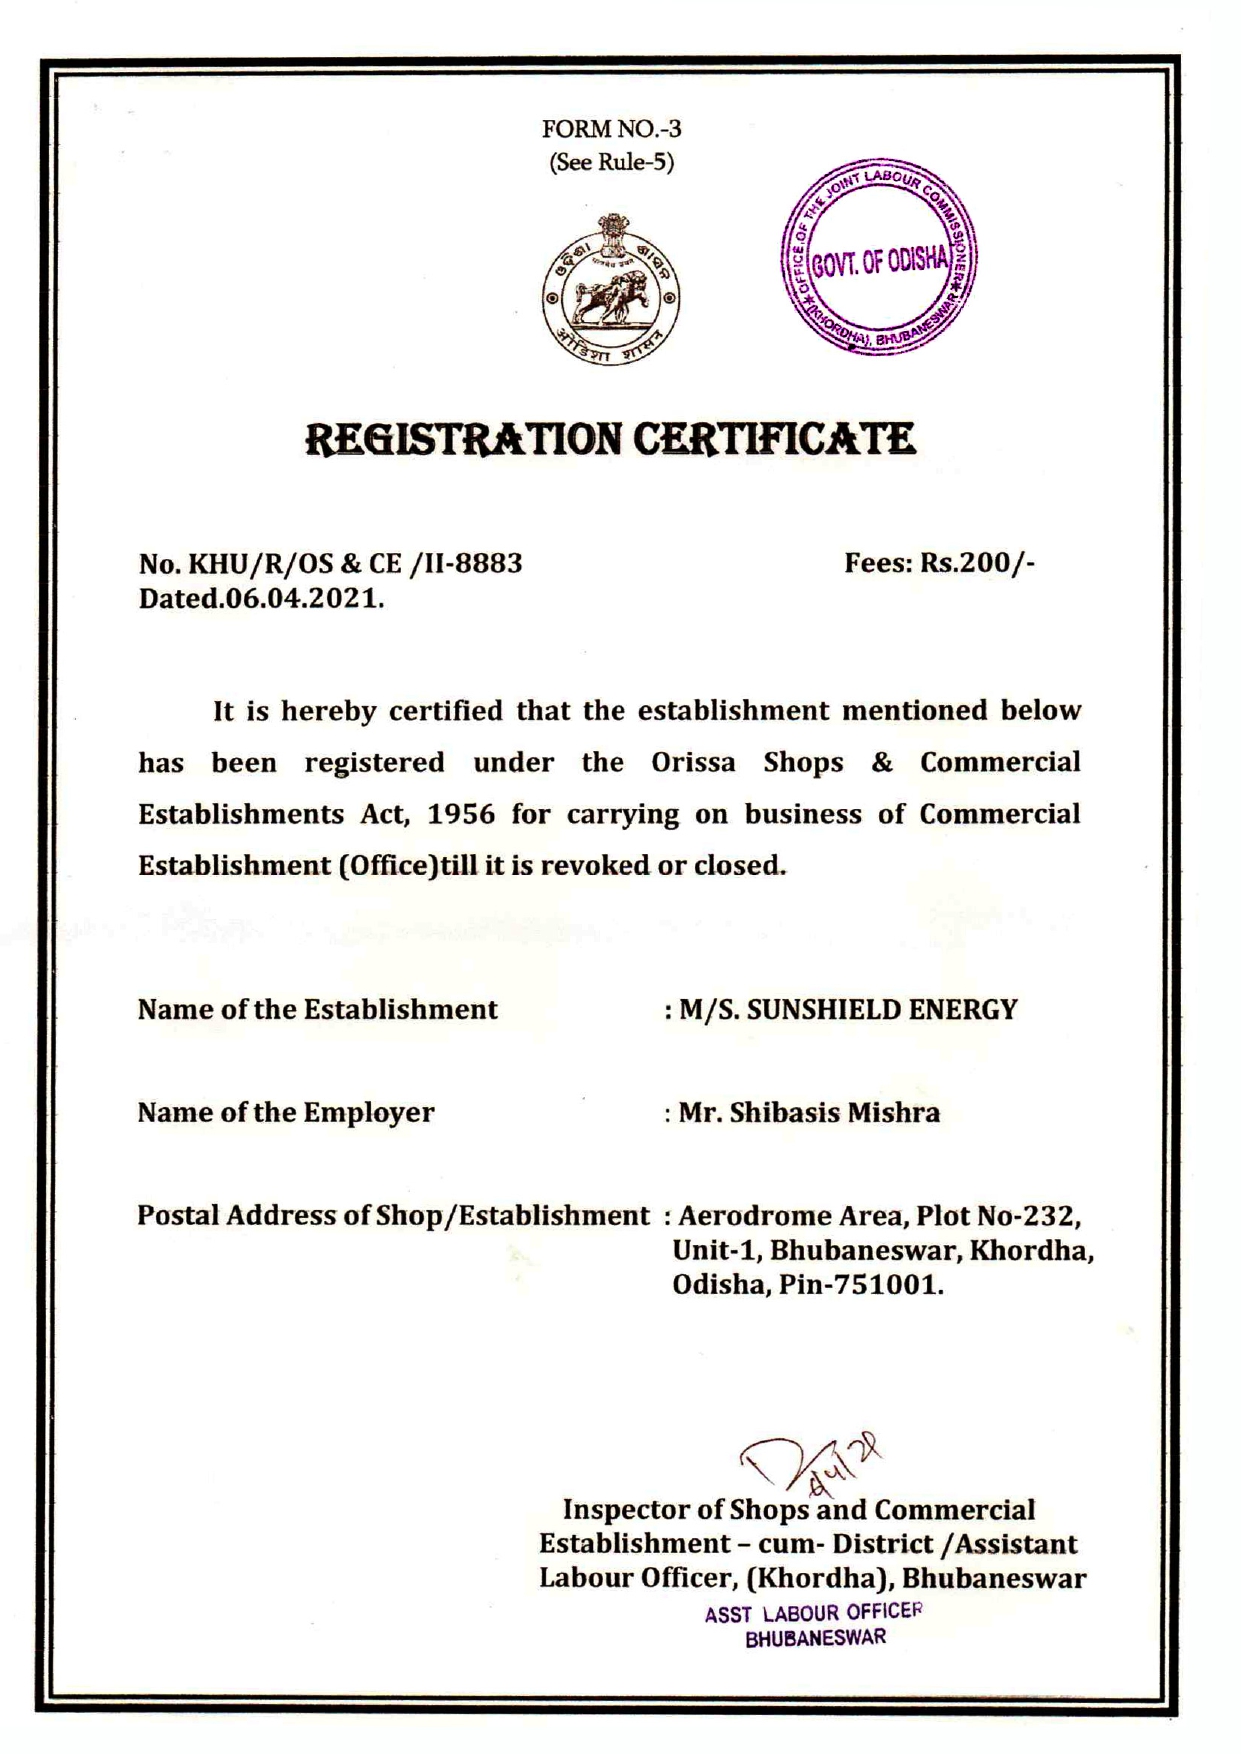 FORM NO.-3
(See Rule-5)
OFFICE OF THE JOINT LABOUR COMMISSIONER
(KHORDHA), BHUBANESWAR
GOVT. OF ODISHA
ଓଡ଼ିଶା ଶାସନ
ओडिशा शासन
REGISTRATION CERTIFICATE
No. KHU/R/OS & CE /II-8883 Fees: Rs.200/-
Dated.06.04.2021.
It is hereby certified that the establishment mentioned below
has been registered under the Orissa Shops & Commercial
Establishments Act, 1956 for carrying on business of Commercial
Establishment (Office)till it is revoked or closed.
Name of the Establishment : M/S. SUNSHIELD ENERGY
Name of the Employer : Mr. Shibasis Mishra
Postal Address of Shop/Establishment : Aerodrome Area, Plot No-232,
Unit-1, Bhubaneswar, Khordha,
Odisha, Pin-751001.
Inspector of Shops and Commercial
Establishment – cum- District /Assistant
Labour Officer, (Khordha), Bhubaneswar
ASST LABOUR OFFICER
BHUBANESWAR